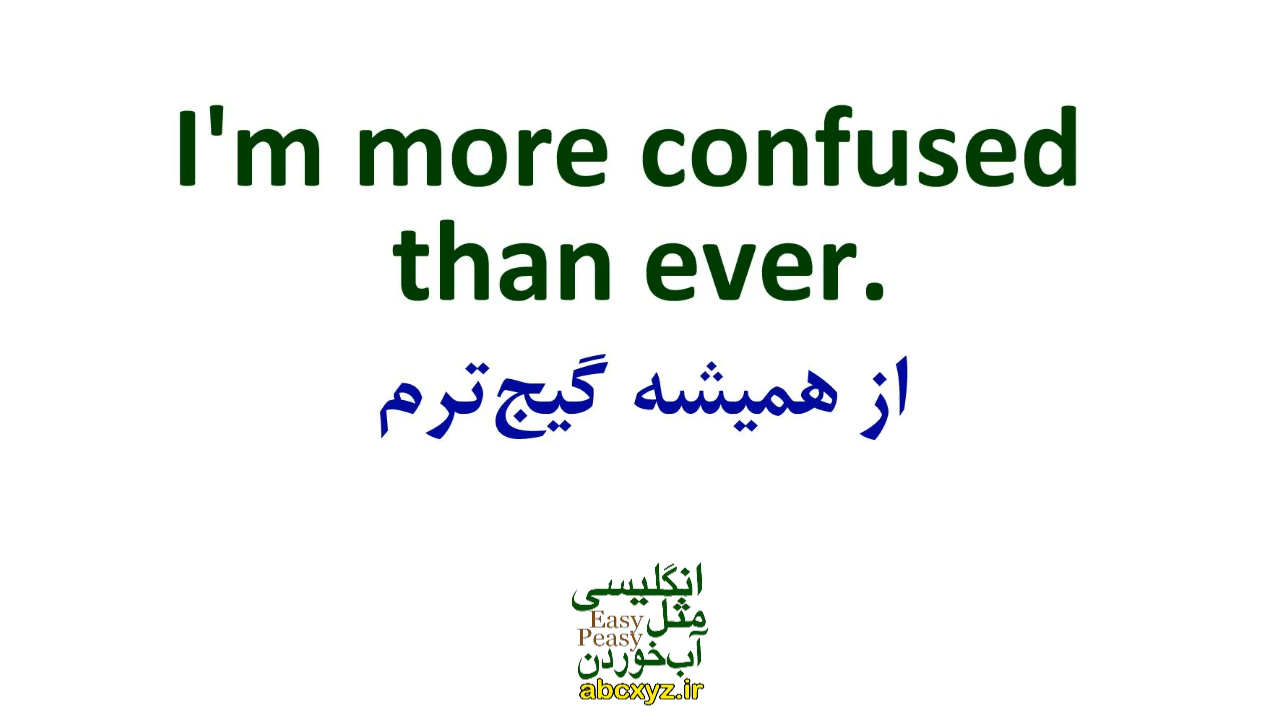 I'm more confused
than ever.
از همیشه گیج‌ترم
انگلیسی
مثل
Easy
Peasy
آب‌خوردن
abcxyz.ir